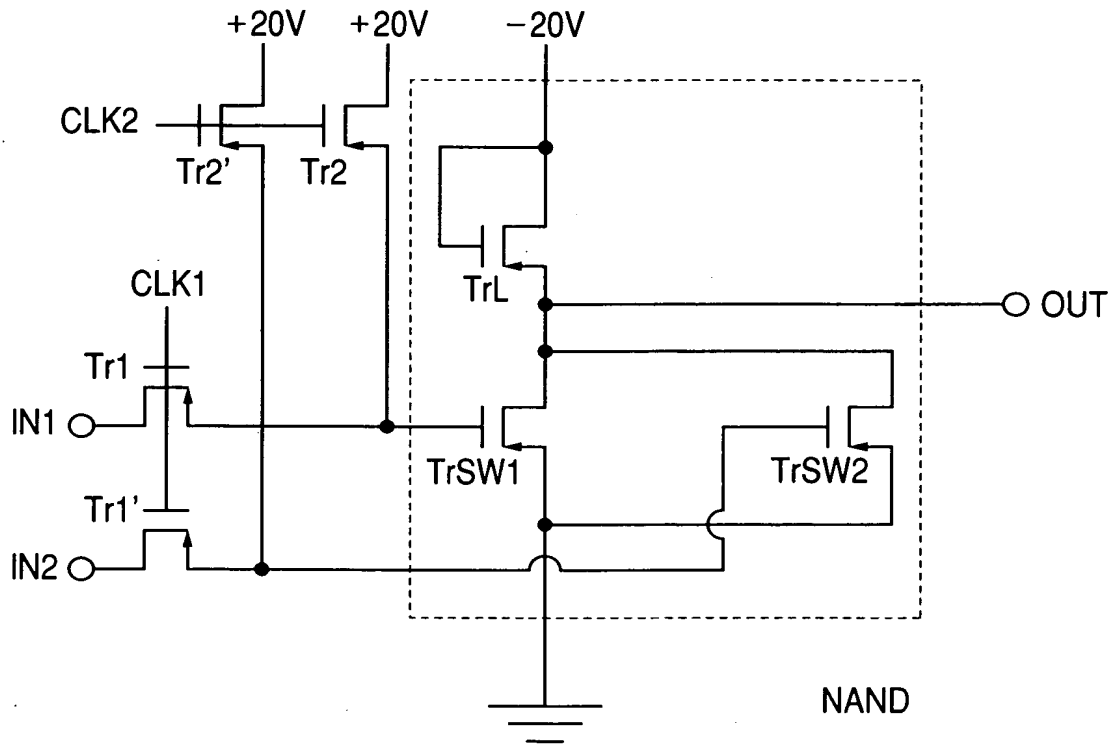 +20V
+20V
−20V
CLK2
Tr2'
Tr2
TrL
CLK1
OUT
Tr1
IN1
TrSW1
TrSW2
Tr1'
IN2
NAND